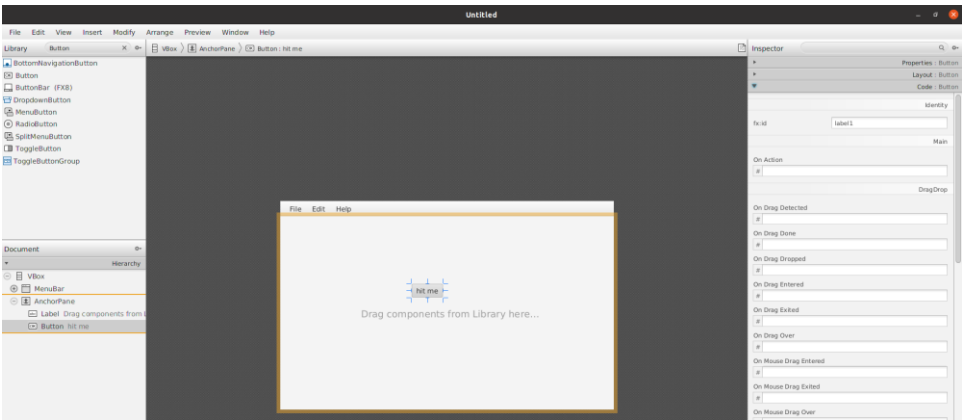 Untitled
File Edit View Insert Modify Arrange Preview Window Help
Library Button
VBox AnchorPane Button : hit me
Inspector
BottomNavigationButton
Button
ButtonBar (FX8)
DropdownButton
MenuButton
RadioButton
SplitMenuButton
ToggleButton
ToggleButtonGroup
Document
Hierarchy
VBox
MenuBar
AnchorPane
Label Drag components from L
Button hit me
File Edit Help
hit me
Drag components from Library here...
Properties : Button
Layout : Button
Code : Button
Identity
fx:id label1
Main
On Action
#
DragDrop
On Drag Detected
#
On Drag Done
#
On Drag Dropped
#
On Drag Entered
#
On Drag Exited
#
On Drag Over
#
On Mouse Drag Entered
#
On Mouse Drag Exited
#
On Mouse Drag Over